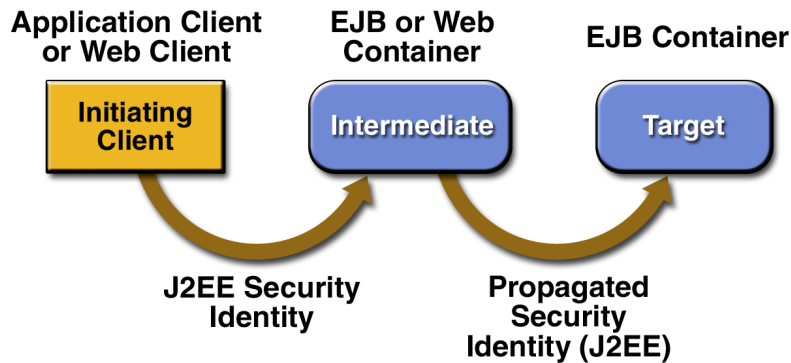 Application Client
or Web Client
EJB or Web
Container
EJB Container
Initiating
Client
Intermediate
Target
J2EE Security
Identity
Propagated
Security
Identity (J2EE)